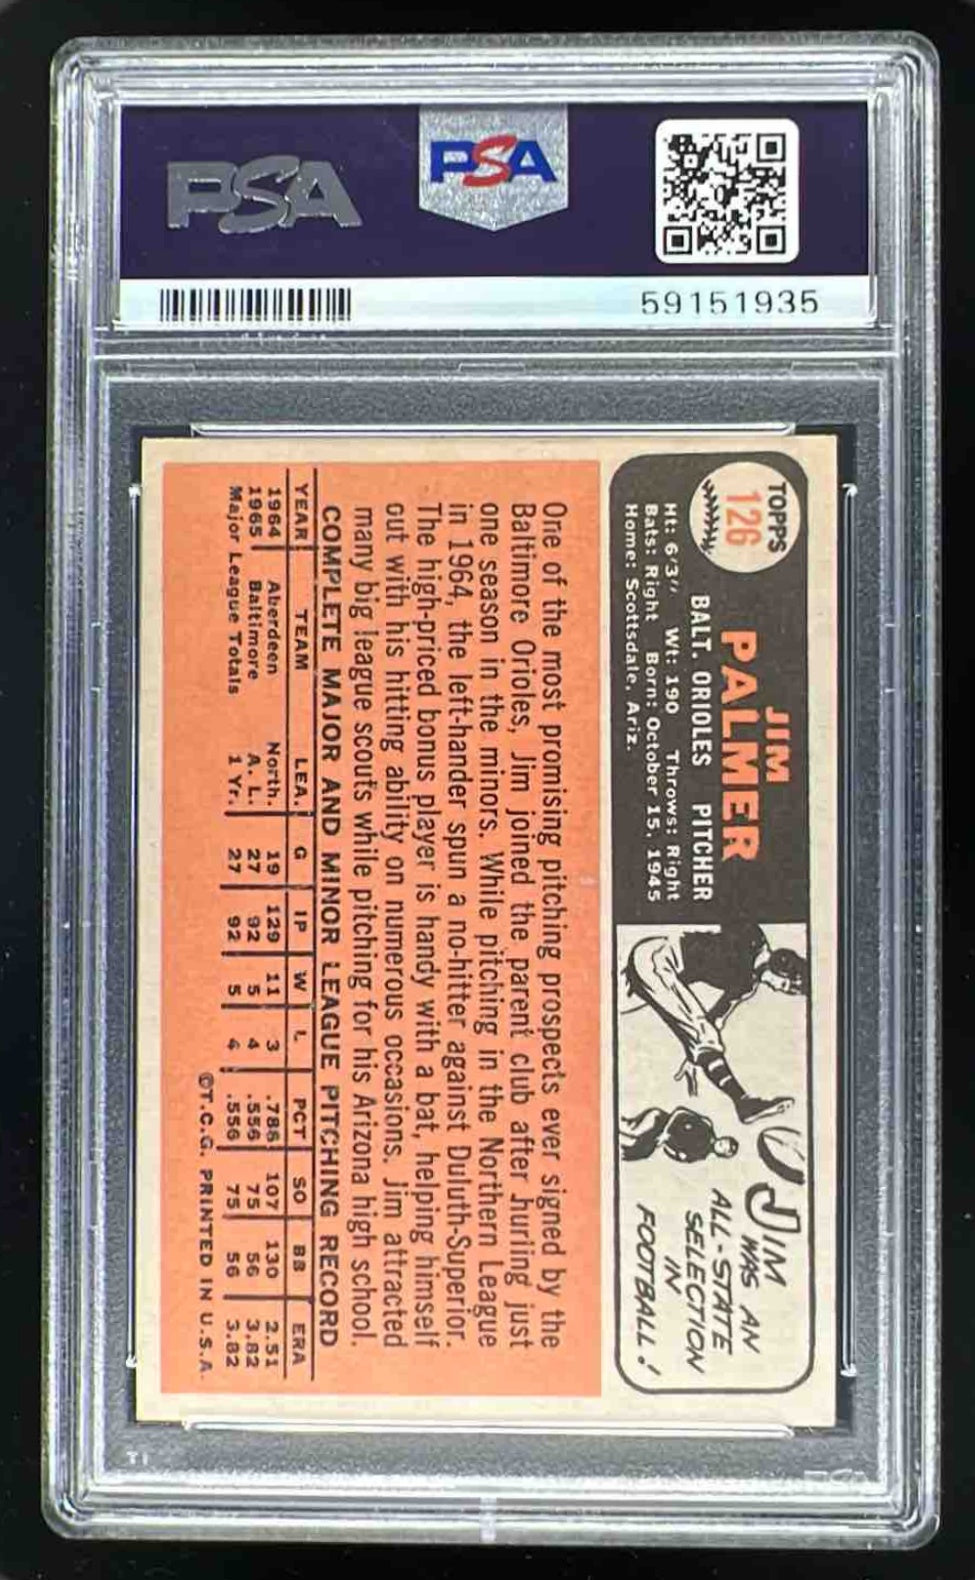 PSA
PSA
59151935
TOPPS
126
JIM
PALMER
BALT. ORIOLES PITCHER
Ht: 6'3" Wt: 190 Throws: Right
Bats: Right Born: October 15, 1945
Home: Scottsdale, Ariz.
JIM
WAS AN
ALL-STATE
SELECTION
IN
FOOTBALL!
One of the most promising pitching prospects ever signed by the
Baltimore Orioles, Jim joined the parent club after hurling just
one season in the minors. While pitching in the Northern League
in 1964, the left-hander spun a no-hitter against Duluth-Superior.
The high-priced bonus player is handy with a bat, helping himself
out with his hitting ability on numerous occasions. Jim attracted
many big league scouts while pitching for his Arizona high school.
COMPLETE MAJOR AND MINOR LEAGUE PITCHING RECORD
YEAR TEAM LEA. G IP W L PCT SO BB ERA
1964 Aberdeen North. 19 129 11 3 .786 107 130 2.51
1965 Baltimore A. L. 27 92 5 4 .556 75 56 3.82
Major League Totals 1 Yr. 27 92 5 4 .556 75 56 3.82
©T.C.G. PRINTED IN U.S.A.
T1
PSA